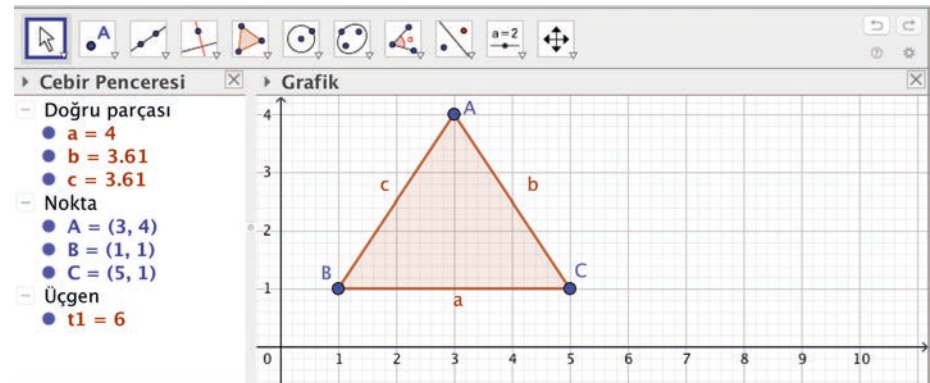 A
α
a=2
Cebir Penceresi
Grafik
Doğru parçası
a = 4
b = 3.61
c = 3.61
Nokta
A = (3, 4)
B = (1, 1)
C = (5, 1)
Üçgen
t1 = 6
4
A
3
c
b
2
B
C
1
a
0 1 2 3 4 5 6 7 8 9 10